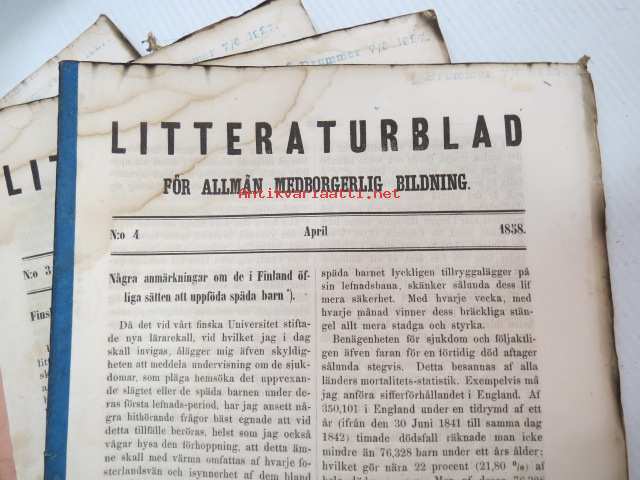 LITTERATURBLAD
FÖR ALLMÄN MEDBORGERLIG BILDNING.
Antikvariaatti.net
N:o 4 April 1858.
Några anmärkningar om de i Finland öf-
liga sätten att uppföda späda barn *).
Då det vid vårt finska Universitet stifta-
de nya lärarekall, vid hvilket jag i dag
skall invigas, ålägger mig äfven skyldig-
heten att meddela undervisning om de sjuk-
domar, som pläga hemsöka det uppvexan-
de slägtet eller de späda barnen under de-
ras första lefnads-period, har jag ansett nå-
gra hithörande frågor bäst egnade att vid
detta tillfälle beröras, helst som jag också
vågar hysa den förhoppning, att detta äm-
ne skall med värma omfattas af hvarje fo-
sterlandsvän och isynnerhet af dem bland
späda barnet lyckligen tillryggalägger på
sin lefnadsbana, skänker sålunda dess lif
mera säkerhet. Med hvarje vecka, med
hvarje månad vinner dess bräckliga stän-
gel allt mera stadga och styrka.
Benägenheten för sjukdom och följaktli-
gen äfven faran för en förtidig död aftager
sålunda stegvis. Detta besannas af alla
länders mortalitets-statistik. Exempelvis må
jag anföra sifferförhållandet i England. Af
350,101 i England under en tidrymd af ett
år (ifrån den 30 Juni 1841 till samma dag
1842) timade dödsfall räknade man icke
mindre än 76,328 barn under ett års ålder;
hvilket gör nära 22 procent (21,80 %) af
N:o 3